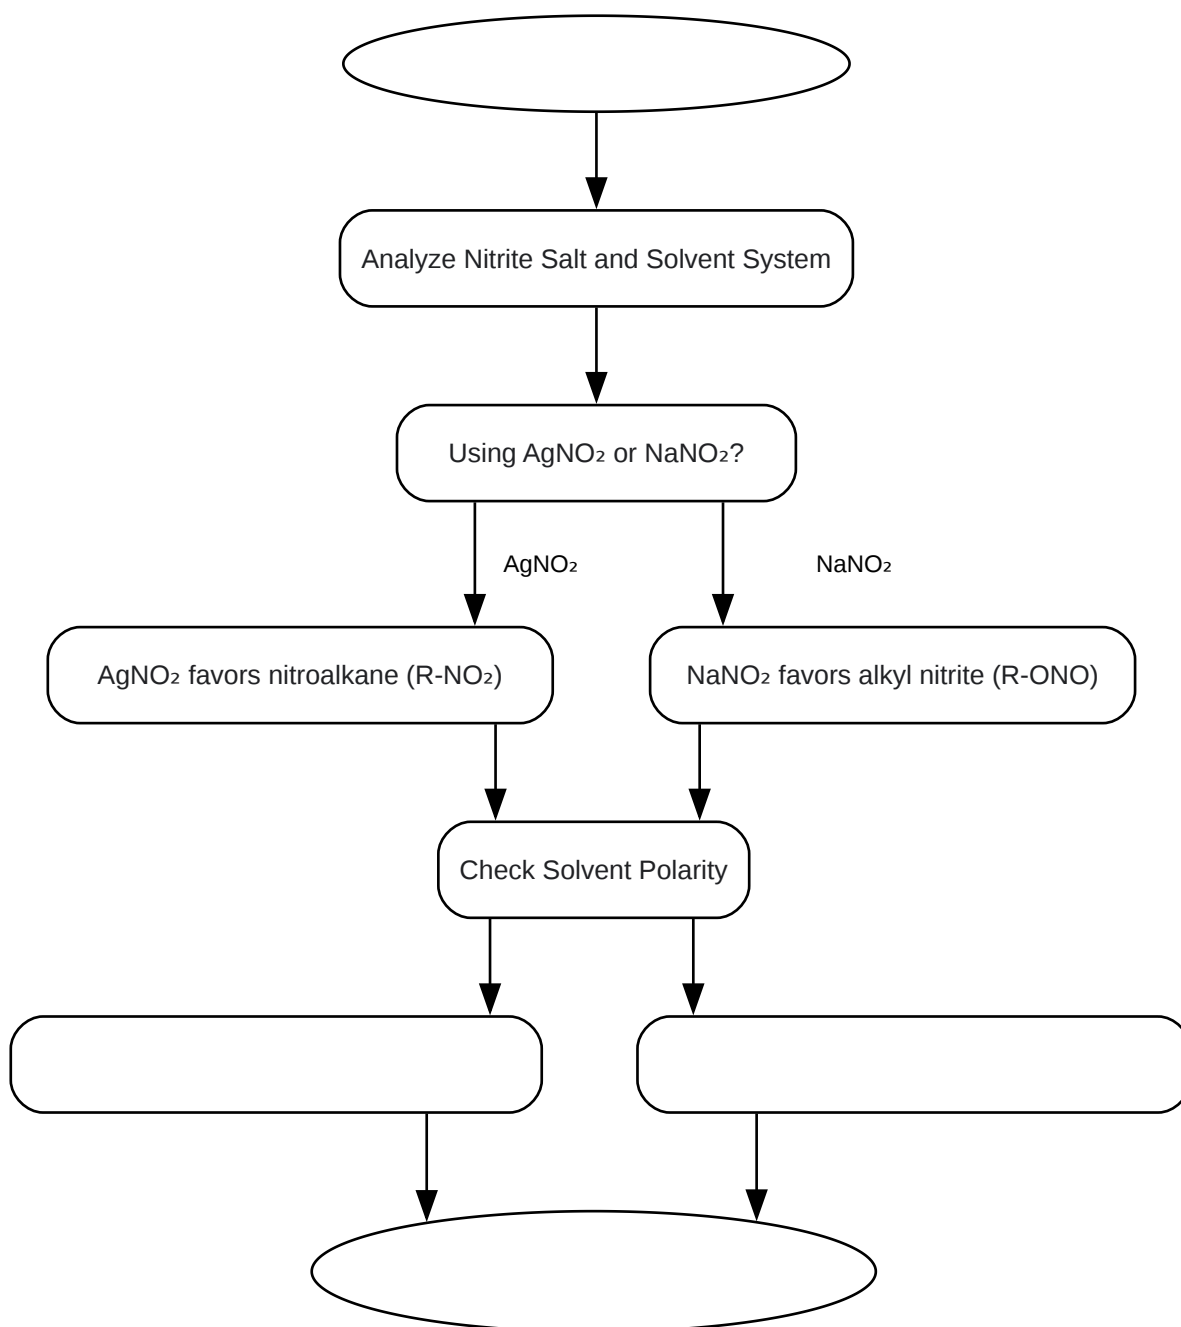 Analyze Nitrite Salt and Solvent System
Using AgNO₂ or NaNO₂?
AgNO₂
NaNO₂
AgNO₂ favors nitroalkane (R-NO₂)
NaNO₂ favors alkyl nitrite (R-ONO)
Check Solvent Polarity